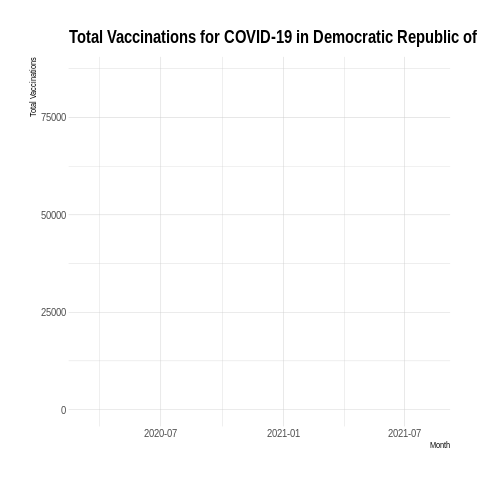 Total Vaccinations for COVID-19 in Democratic Republic of
Total Vaccinations
75000
50000
25000
0
2020-07 2021-01 2021-07
Month